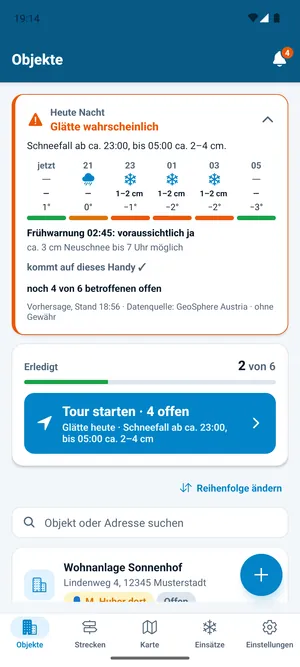 19:14
Objekte
4
Heute Nacht
Glätte wahrscheinlich
Schneefall ab ca. 23:00, bis 05:00 ca. 2–4 cm.
jetzt 21 23 01 03 05
— — 1–2 cm 1–2 cm 1–2 cm —
1° 0° −1° −2° −2° −3°
Frühwarnung 02:45: voraussichtlich ja
ca. 3 cm Neuschnee bis 7 Uhr möglich
kommt auf dieses Handy ✓
noch 4 von 6 betroffenen offen
Vorhersage, Stand 18:56 · Datenquelle: GeoSphere Austria · ohne
Gewähr
Erledigt 2 von 6
Tour starten · 4 offen
Glätte heute · Schneefall ab ca. 23:00,
bis 05:00 ca. 2–4 cm
Reihenfolge ändern
Objekt oder Adresse suchen
Wohnanlage Sonnenhof
Lindenweg 4, 12345 Musterstadt
M. Huber dort Offen
Objekte Strecken Karte Einsätze Einstellungen